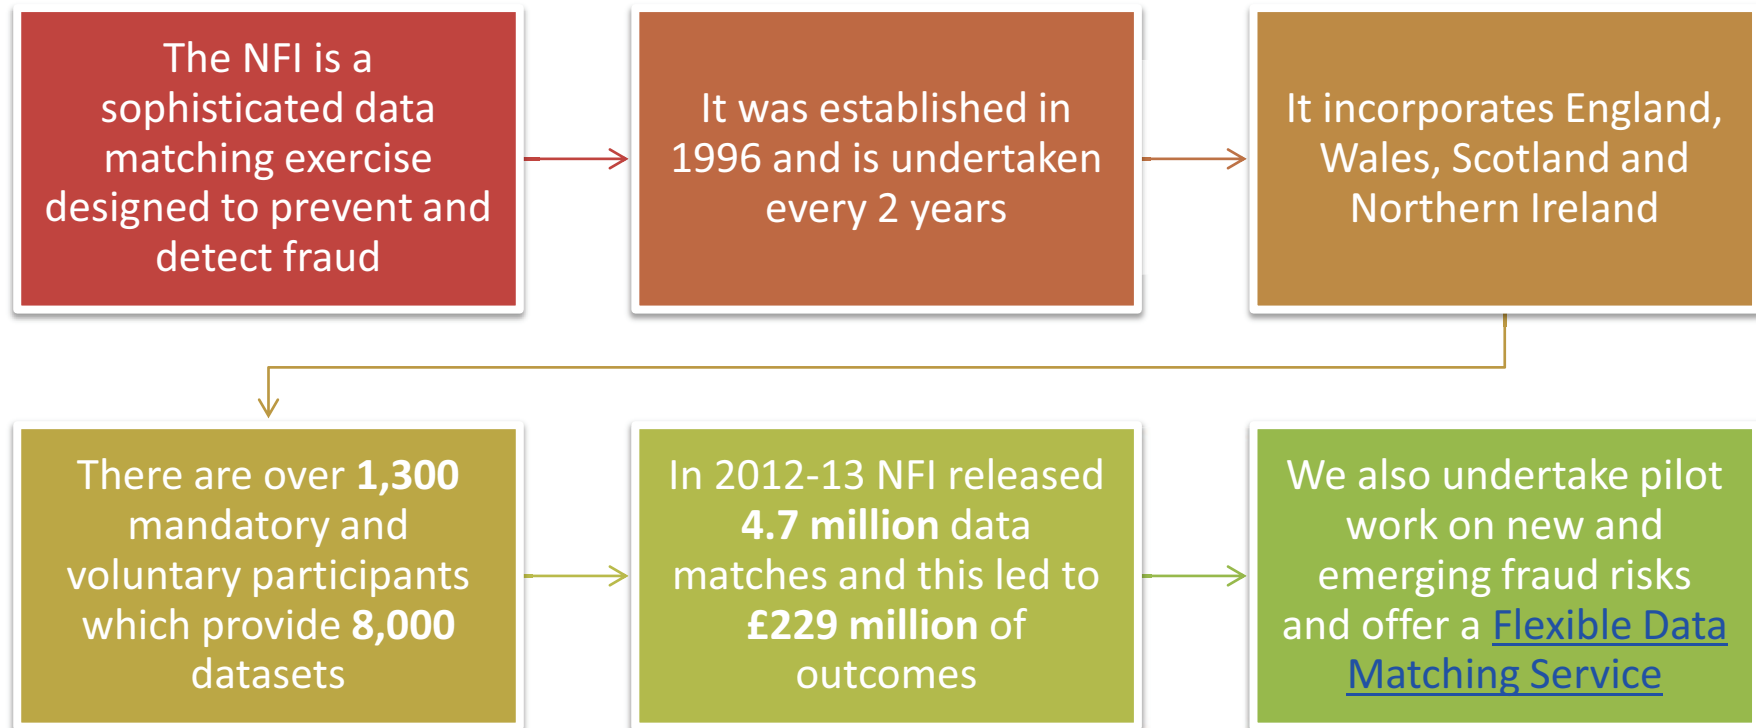 The NFI is a
sophisticated data
matching exercise
designed to prevent and
detect fraud
It was established in
1996 and is undertaken
every 2 years
It incorporates England,
Wales, Scotland and
Northern Ireland
There are over 1,300
mandatory and
voluntary participants
which provide 8,000
datasets
In 2012-13 NFI released
4.7 million data
matches and this led to
£229 million of
outcomes
We also undertake pilot
work on new and
emerging fraud risks
and offer a Flexible Data
Matching Service